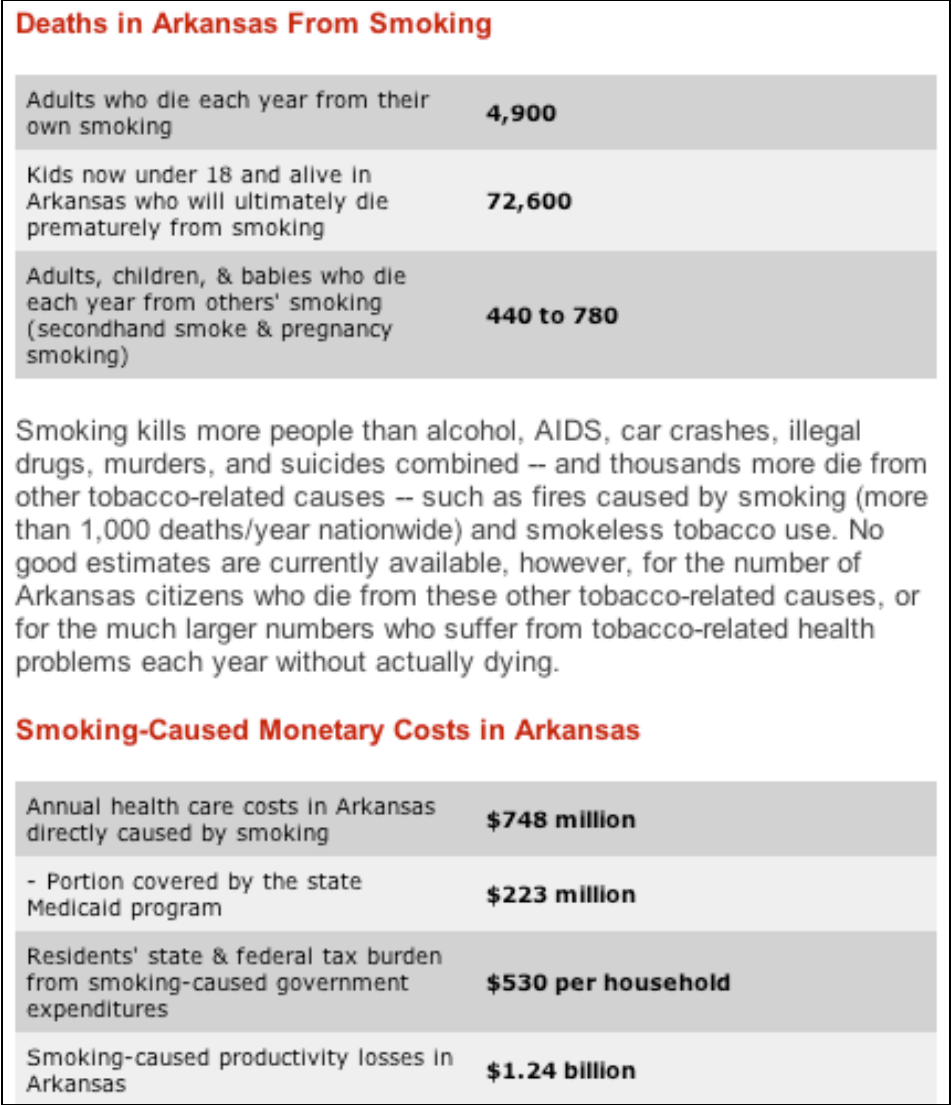 Deaths in Arkansas From Smoking
Adults who die each year from their
own smoking
4,900
Kids now under 18 and alive in
Arkansas who will ultimately die
prematurely from smoking
72,600
Adults, children, & babies who die
each year from others' smoking
(secondhand smoke & pregnancy
smoking)
440 to 780
Smoking kills more people than alcohol, AIDS, car crashes, illegal
drugs, murders, and suicides combined -- and thousands more die from
other tobacco-related causes -- such as fires caused by smoking (more
than 1,000 deaths/year nationwide) and smokeless tobacco use. No
good estimates are currently available, however, for the number of
Arkansas citizens who die from these other tobacco-related causes, or
for the much larger numbers who suffer from tobacco-related health
problems each year without actually dying.
Smoking-Caused Monetary Costs in Arkansas
Annual health care costs in Arkansas
directly caused by smoking
$748 million
- Portion covered by the state
Medicaid program
$223 million
Residents' state & federal tax burden
from smoking-caused government
expenditures
$530 per household
Smoking-caused productivity losses in
Arkansas
$1.24 billion